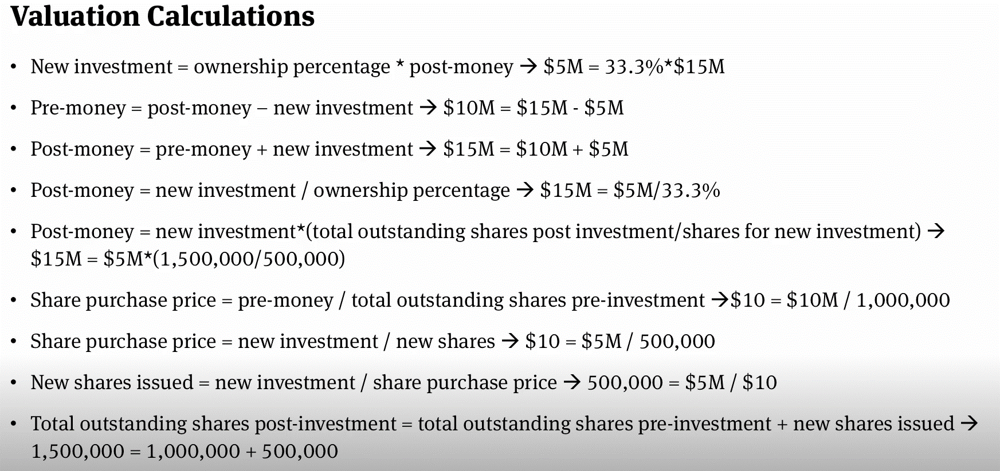 Valuation Calculations
• New investment = ownership percentage * post-money → $5M = 33.3%*$15M
• Pre-money = post-money – new investment → $10M = $15M - $5M
• Post-money = pre-money + new investment → $15M = $10M + $5M
• Post-money = new investment / ownership percentage → $15M = $5M/33.3%
• Post-money = new investment*(total outstanding shares post investment/shares for new investment) →
$15M = $5M*(1,500,000/500,000)
• Share purchase price = pre-money / total outstanding shares pre-investment →$10 = $10M / 1,000,000
• Share purchase price = new investment / new shares → $10 = $5M / 500,000
• New shares issued = new investment / share purchase price → 500,000 = $5M / $10
• Total outstanding shares post-investment = total outstanding shares pre-investment + new shares issued →
1,500,000 = 1,000,000 + 500,000